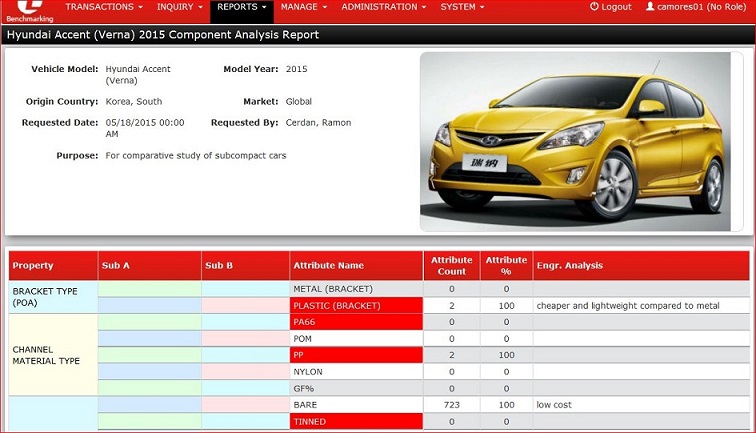 Benchmarking
TRANSACTIONS INQUIRY REPORTS MANAGE ADMINISTRATION SYSTEM Logout camores01 (No Role)
Hyundai Accent (Verna) 2015 Component Analysis Report
Vehicle Model: Hyundai Accent (Verna) Model Year: 2015
Origin Country: Korea, South Market: Global
Requested Date: 05/18/2015 00:00 AM Requested By: Cerdan, Ramon
Purpose: For comparative study of subcompact cars
瑞纳
Property Sub A Sub B Attribute Name Attribute Count Attribute % Engr. Analysis
BRACKET TYPE (POA) METAL (BRACKET) 0 0
PLASTIC (BRACKET) 2 100 cheaper and lightweight compared to metal
CHANNEL MATERIAL TYPE PA66 0 0
POM 0 0
PP 2 100
NYLON 0 0
GF% 0 0
BARE 723 100 low cost
TINNED 0 0